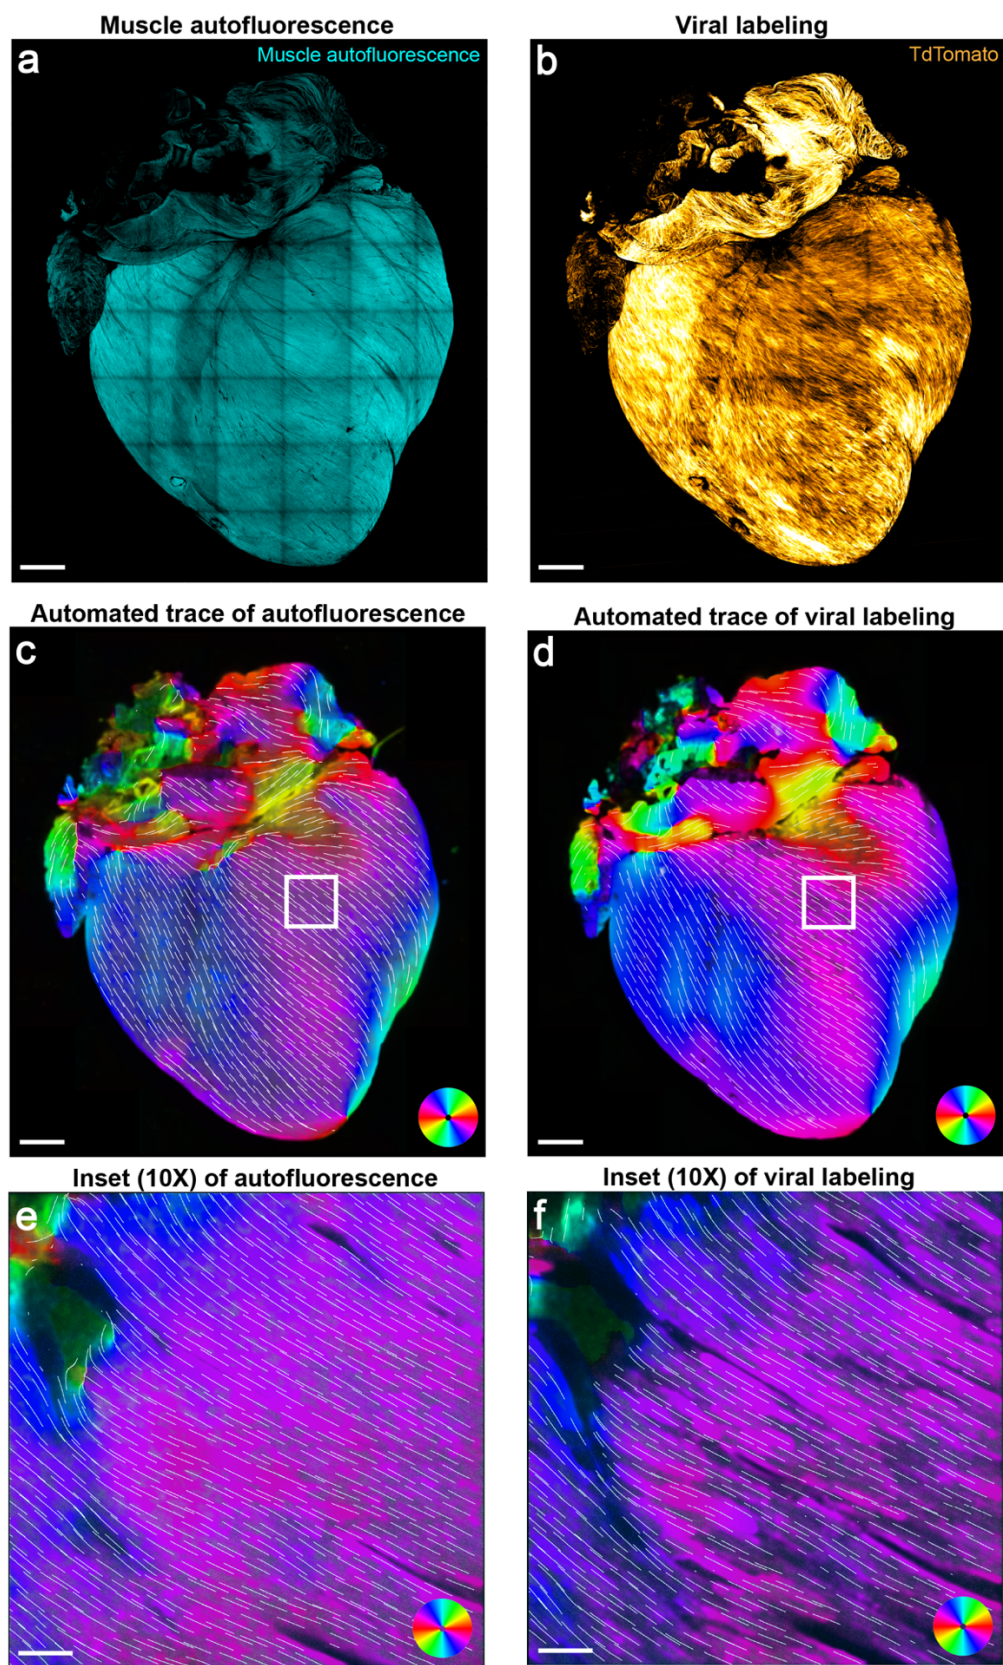 Muscle autofluorescence
Viral labeling
a
Muscle autofluorescence
b
TdTomato
Automated trace of autofluorescence
Automated trace of viral labeling
c
d
Inset (10X) of autofluorescence
Inset (10X) of viral labeling
e
f